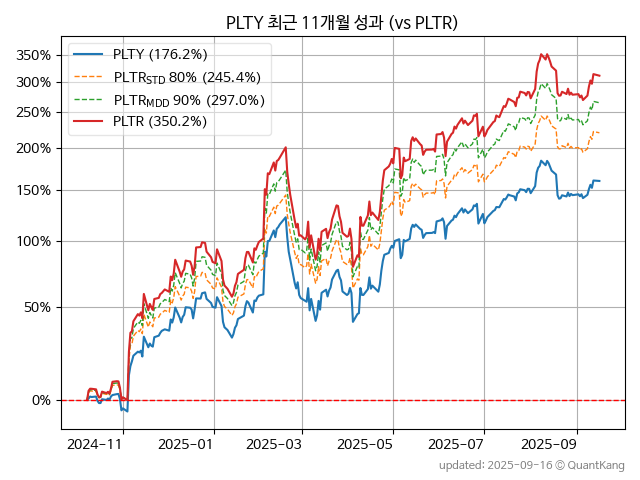 PLTY 최근 11개월 성과 (vs PLTR)
PLTY (176.2%)
PLTR_STD 80% (245.4%)
PLTR_MDD 90% (297.0%)
PLTR (350.2%)
350%
300%
250%
200%
150%
100%
50%
0%
2024-11
2025-01
2025-03
2025-05
2025-07
2025-09
updated: 2025-09-16 © QuantKang